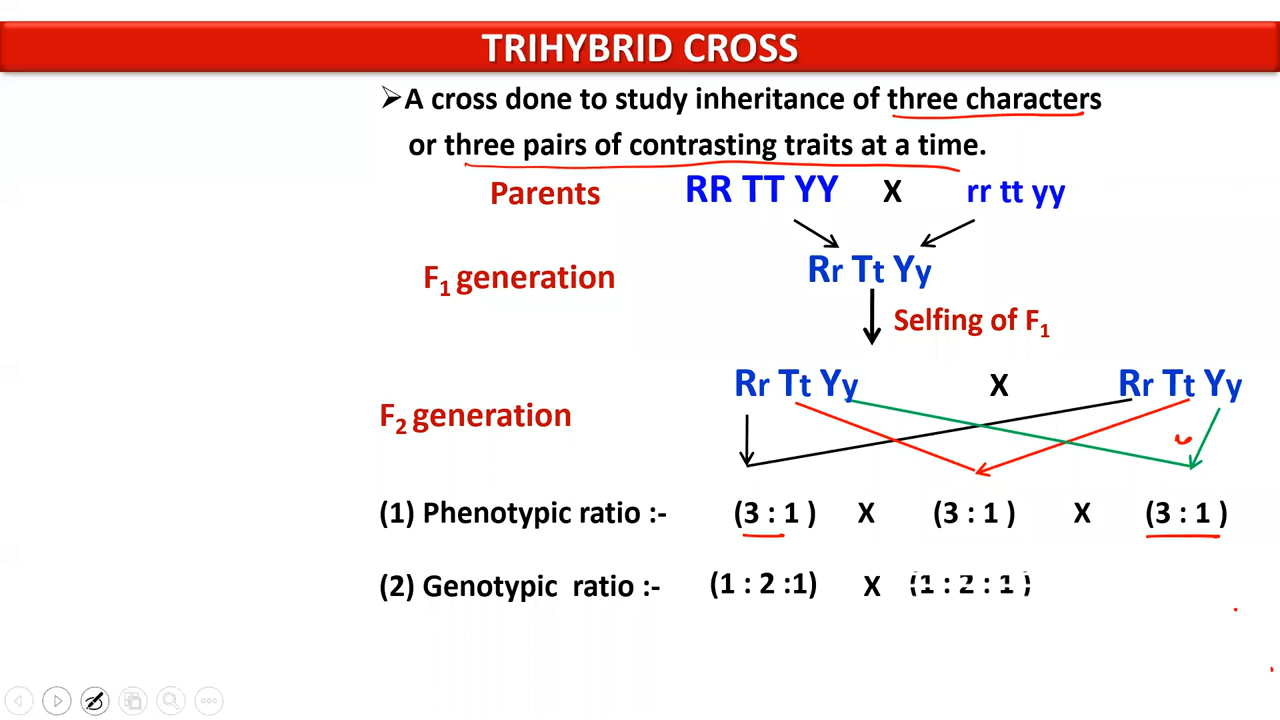 TRIHYBRID CROSS
➢A cross done to study inheritance of three characters
or three pairs of contrasting traits at a time.
Parents RR TT YY X rr tt yy
F₁ generation Rr Tt Yy
Selfing of F₁
F₂ generation Rr Tt Yy X Rr Tt Yy
(1) Phenotypic ratio :- (3 : 1 ) X (3 : 1 ) X (3 : 1 )
(2) Genotypic ratio :- (1 : 2 :1) X (1 : 2 : 1 )